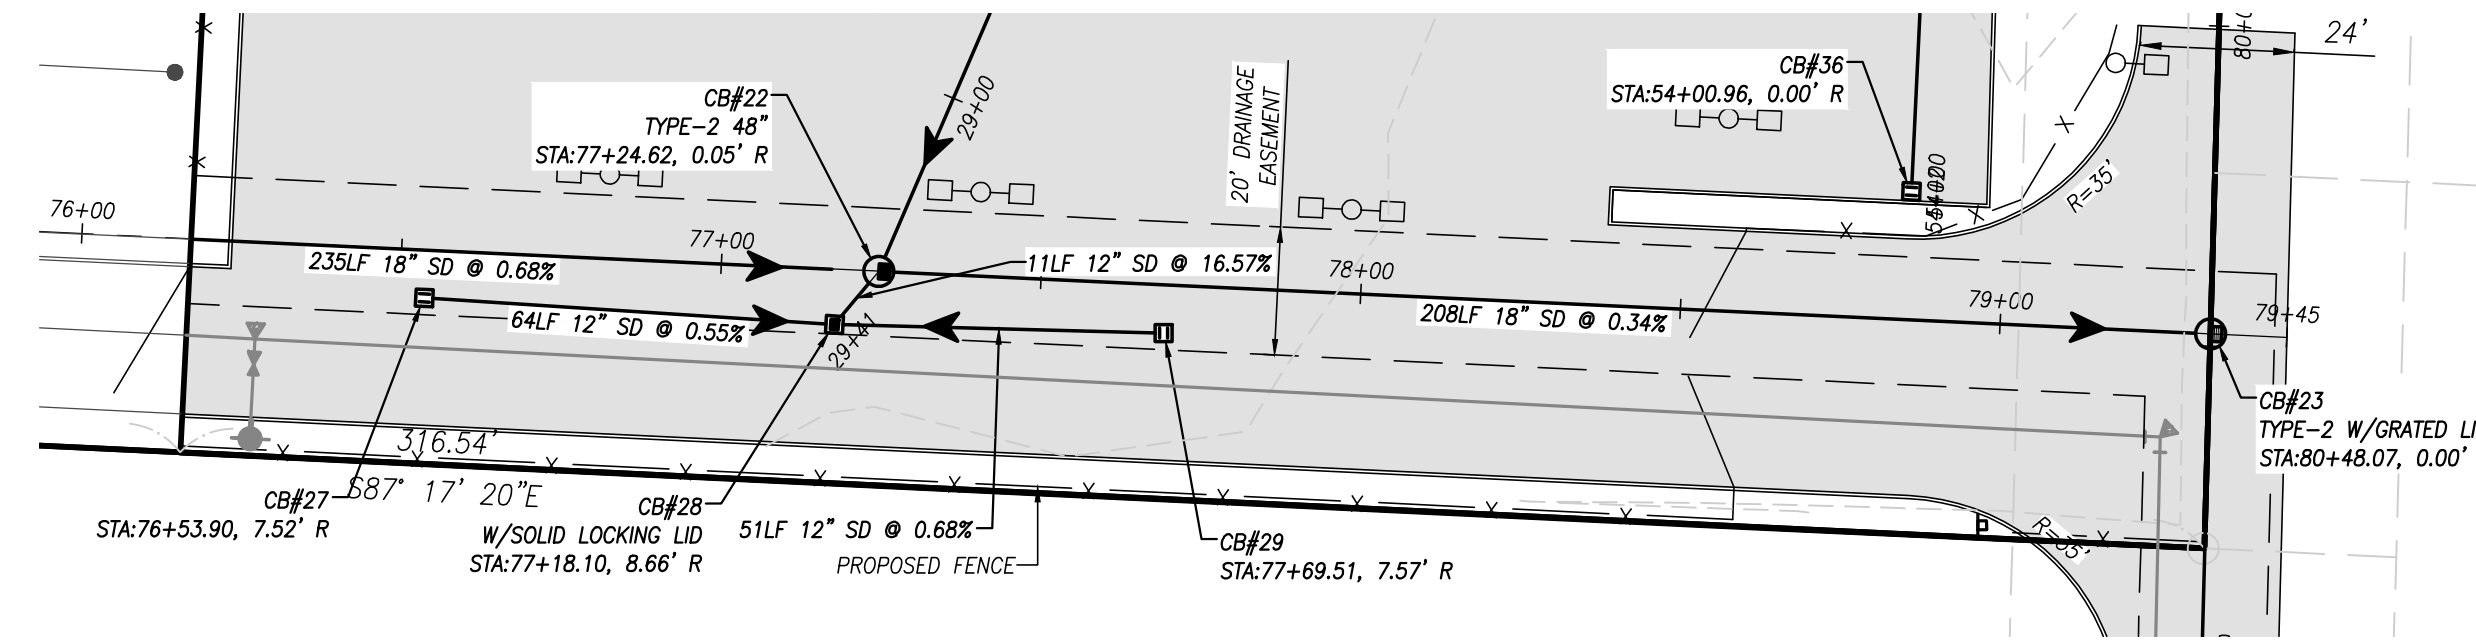 24'
80+0
CB#36
STA:54+00.96, 0.00' R
CB#22
TYPE-2 48"
STA:77+24.62, 0.05' R
29+00
20' DRAINAGE
EASEMENT
R=35'
76+00
77+00
235LF 18" SD @ 0.68%
11LF 12" SD @ 16.57%
78+00
79+00
79+45
64LF 12" SD @ 0.55%
29+41
208LF 18" SD @ 0.34%
CB#23
TYPE-2 W/GRATED LI
STA:80+48.07, 0.00'
316.54'
S87° 17' 20"E
CB#27
STA:76+53.90, 7.52' R
CB#28
W/SOLID LOCKING LID
STA:77+18.10, 8.66' R
51LF 12" SD @ 0.68%
PROPOSED FENCE
CB#29
STA:77+69.51, 7.57' R
R=35'